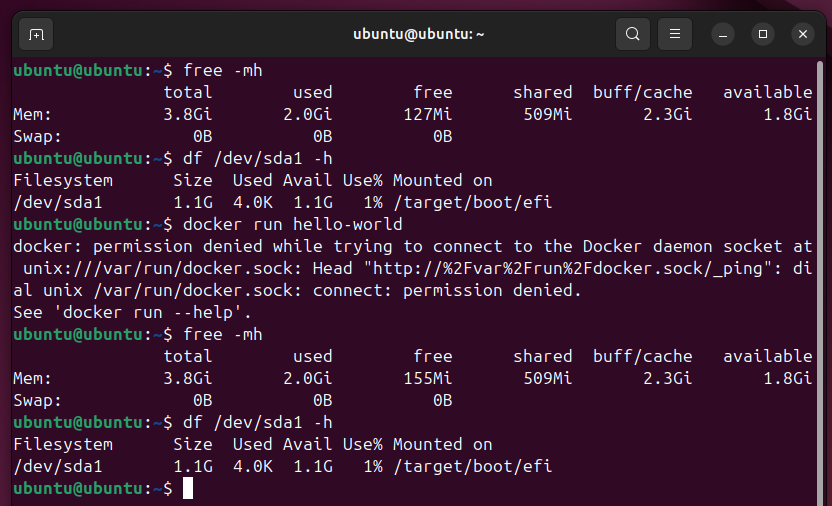 ubuntu@ubuntu: ~
ubuntu@ubuntu:~$ free -mh
               total        used        free      shared  buff/cache   available
Mem:           3.8Gi       2.0Gi       127Mi       509Mi       2.3Gi       1.8Gi
Swap:             0B          0B          0B
ubuntu@ubuntu:~$ df /dev/sda1 -h
Filesystem      Size  Used Avail Use% Mounted on
/dev/sda1       1.1G  4.0K  1.1G   1% /target/boot/efi
ubuntu@ubuntu:~$ docker run hello-world
docker: permission denied while trying to connect to the Docker daemon socket at
 unix:///var/run/docker.sock: Head "http://%2Fvar%2Frun%2Fdocker.sock/_ping": di
al unix /var/run/docker.sock: connect: permission denied.
See 'docker run --help'.
ubuntu@ubuntu:~$ free -mh
               total        used        free      shared  buff/cache   available
Mem:           3.8Gi       2.0Gi       155Mi       509Mi       2.3Gi       1.8Gi
Swap:             0B          0B          0B
ubuntu@ubuntu:~$ df /dev/sda1 -h
Filesystem      Size  Used Avail Use% Mounted on
/dev/sda1       1.1G  4.0K  1.1G   1% /target/boot/efi
ubuntu@ubuntu:~$